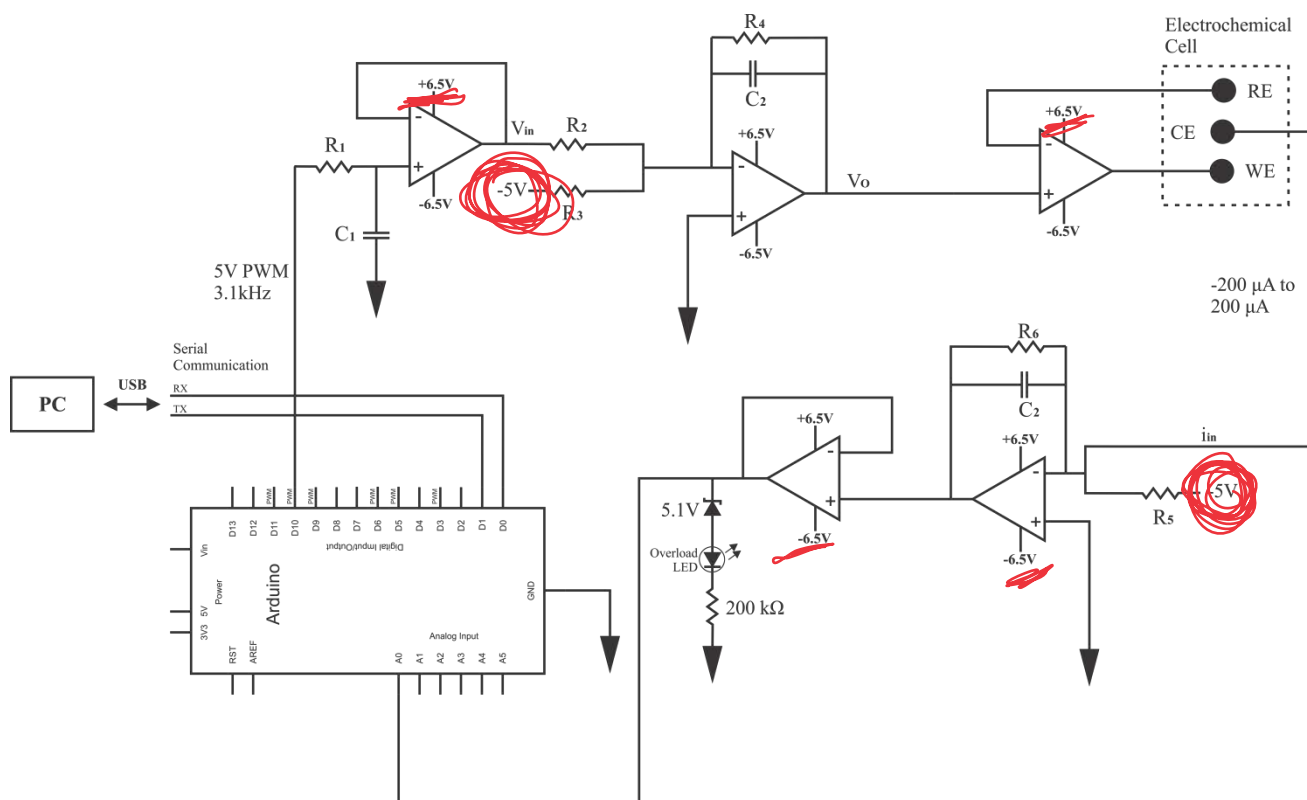 R4
C2
Electrochemical
Cell
RE
CE
WE
+6.5V
-
+
-6.5V
Vin
R2
-5V
R3
R1
C1
+6.5V
-
+
-6.5V
VO
+6.5V
-
+
-6.5V
5V PWM
3.1kHz
-200 µA to
200 µA
Serial
Communication
PC
USB
RX
TX
R6
C2
+6.5V
-
+
-6.5V
+6.5V
-
+
-6.5V
iin
-5V
R5
5.1V
Overload
LED
200 kΩ
PWM
PWM
PWM
PWM
PWM
PWM
D13
D12
D11
D10
D9
D8
D7
D6
D5
D4
D3
D2
D1
D0
Digital Input/Output
Vin
5V
3V3
Power
Arduino
GND
RST
AREF
Analog Input
A0
A1
A2
A3
A4
A5